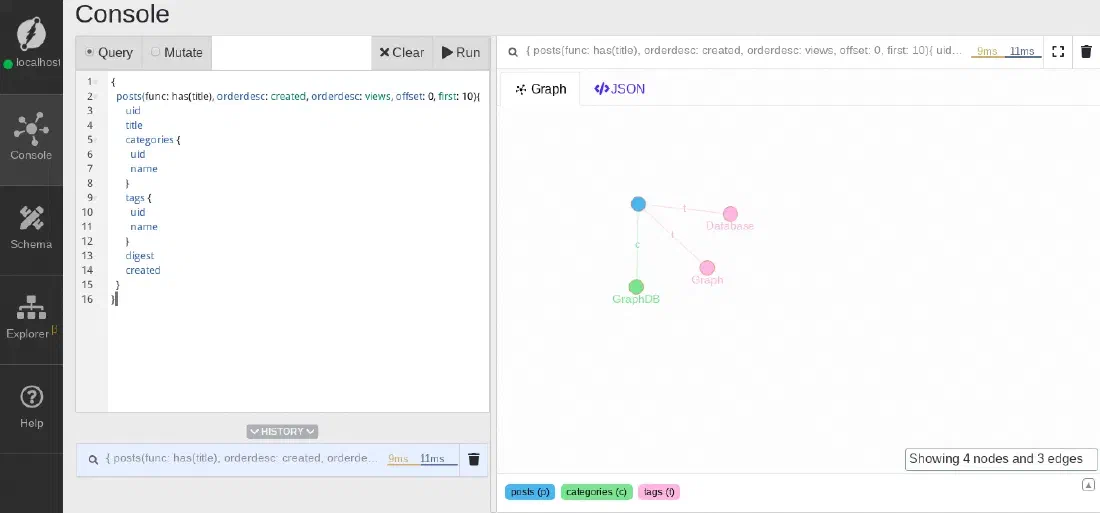 Console
localhost
Console
Schema
Explorer β
Help
Query
Mutate
Clear
Run
1 {
2 posts(func: has(title), orderdesc: created, orderdesc: views, offset: 0, first: 10){
3 uid
4 title
5 categories {
6 uid
7 name
8 }
9 tags {
10 uid
11 name
12 }
13 digest
14 created
15 }
16 }
HISTORY
{ posts(func: has(title), orderdesc: created, orderde... 9ms 11ms
{ posts(func: has(title), orderdesc: created, orderdesc: views, offset: 0, first: 10){ uid... 9ms 11ms
Graph
JSON
t
Database
t
c
Graph
GraphDB
Showing 4 nodes and 3 edges
posts (p)
categories (c)
tags (t)